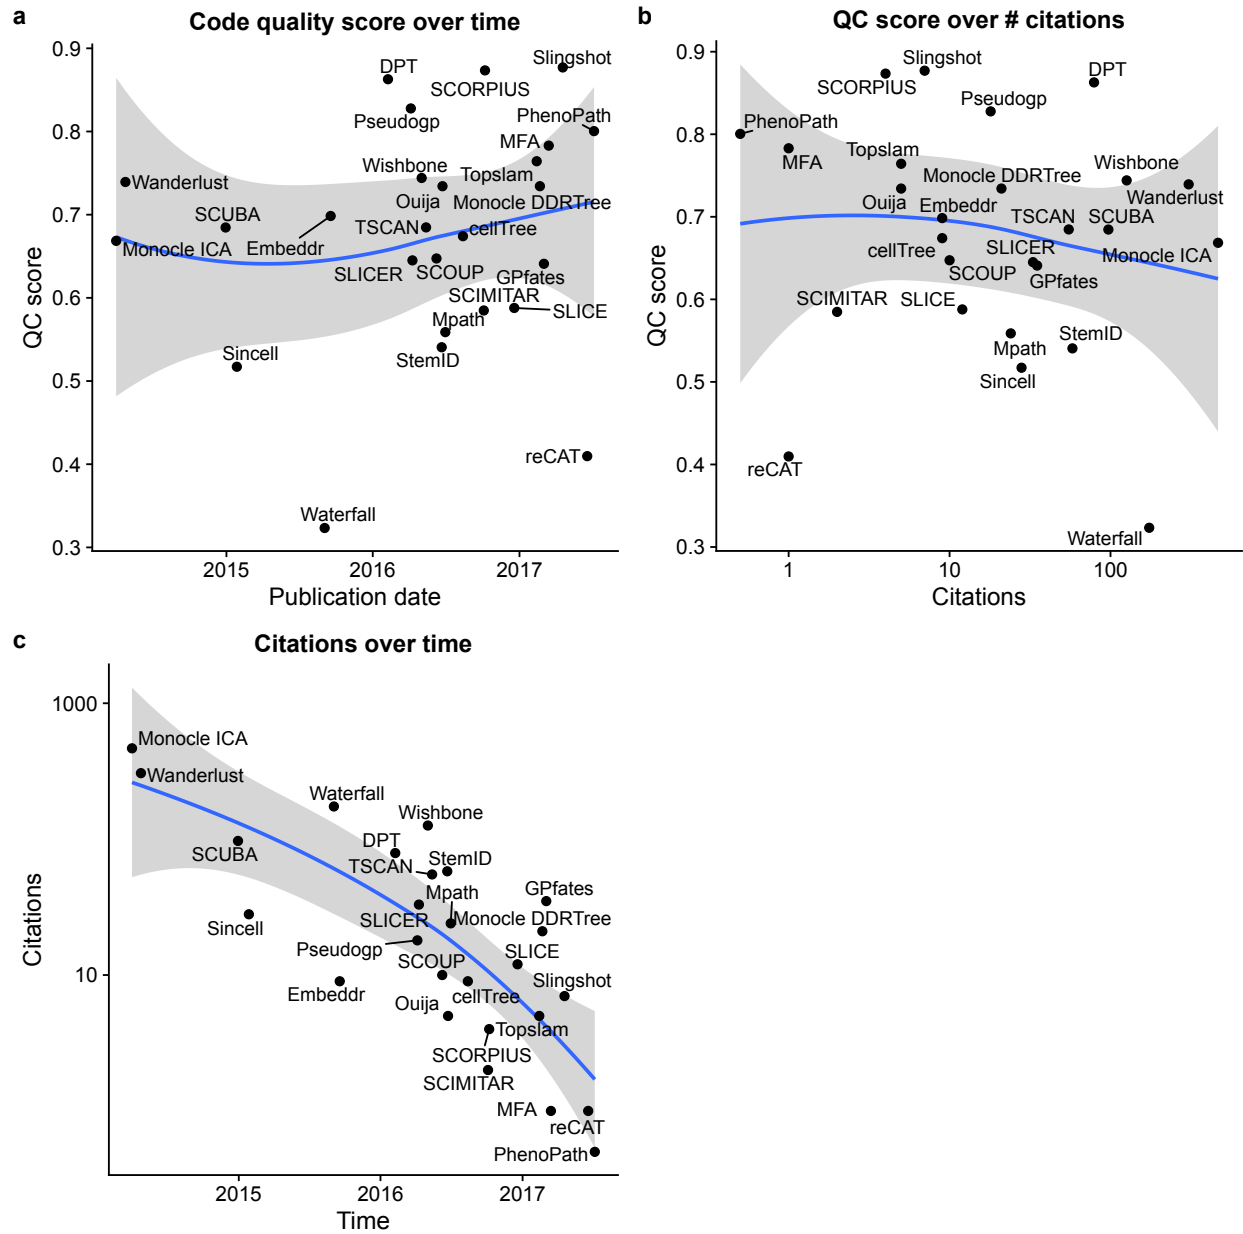 a
Code quality score over time
0.9
0.8
0.7
0.6
0.5
0.4
0.3
QC score
DPT
Slingshot
SCORPIUS
Pseudogp
PhenoPath
MFA
Wishbone
Topslam
Wanderlust
Ouija
Monocle DDRTree
SCUBA
TSCAN
cellTree
Embeddr
Monocle ICA
SLICER
SCOUP
GPfates
SCIMITAR
SLICE
Mpath
StemID
Sincell
reCAT
Waterfall
2015
2016
2017
Publication date
b
QC score over # citations
0.9
0.8
0.7
0.6
0.5
0.4
0.3
QC score
Slingshot
SCORPIUS
DPT
Pseudogp
PhenoPath
MFA
Topslam
Wishbone
Monocle DDRTree
Wanderlust
Ouija
Embeddr
TSCAN
SCUBA
cellTree
SLICER
Monocle ICA
SCOUP
GPfates
SCIMITAR
SLICE
StemID
Mpath
Sincell
reCAT
Waterfall
1
10
100
Citations
c
Citations over time
1000
10
Citations
Monocle ICA
Wanderlust
Waterfall
Wishbone
DPT
SCUBA
TSCAN
StemID
Mpath
GPfates
SLICER
Monocle DDRTree
Sincell
Pseudogp
SCOUP
SLICE
Slingshot
Embeddr
Ouija
cellTree
Topslam
SCORPIUS
SCIMITAR
MFA
reCAT
PhenoPath
2015
2016
2017
Time